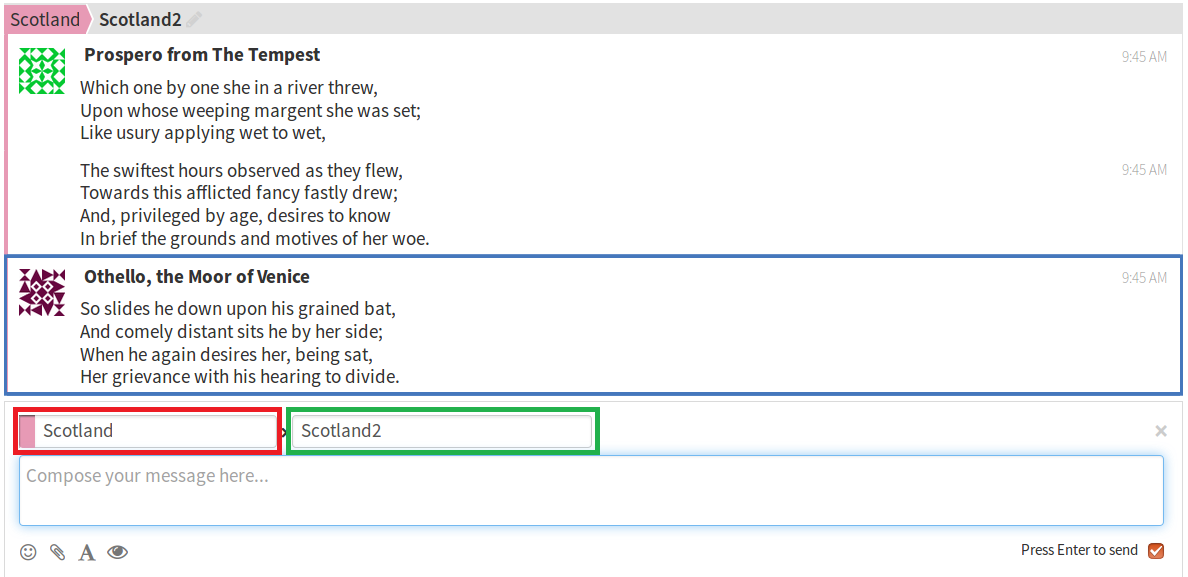 Scotland Scotland2
Prospero from The Tempest 9:45 AM
Which one by one she in a river threw,
Upon whose weeping margent she was set;
Like usury applying wet to wet,
The swiftest hours observed as they flew, 9:45 AM
Towards this afflicted fancy fastly drew;
And, privileged by age, desires to know
In brief the grounds and motives of her woe.
Othello, the Moor of Venice 9:45 AM
So slides he down upon his grained bat,
And comely distant sits he by her side;
When he again desires her, being sat,
Her grievance with his hearing to divide.
Scotland Scotland2 ×
Compose your message here...
Press Enter to send